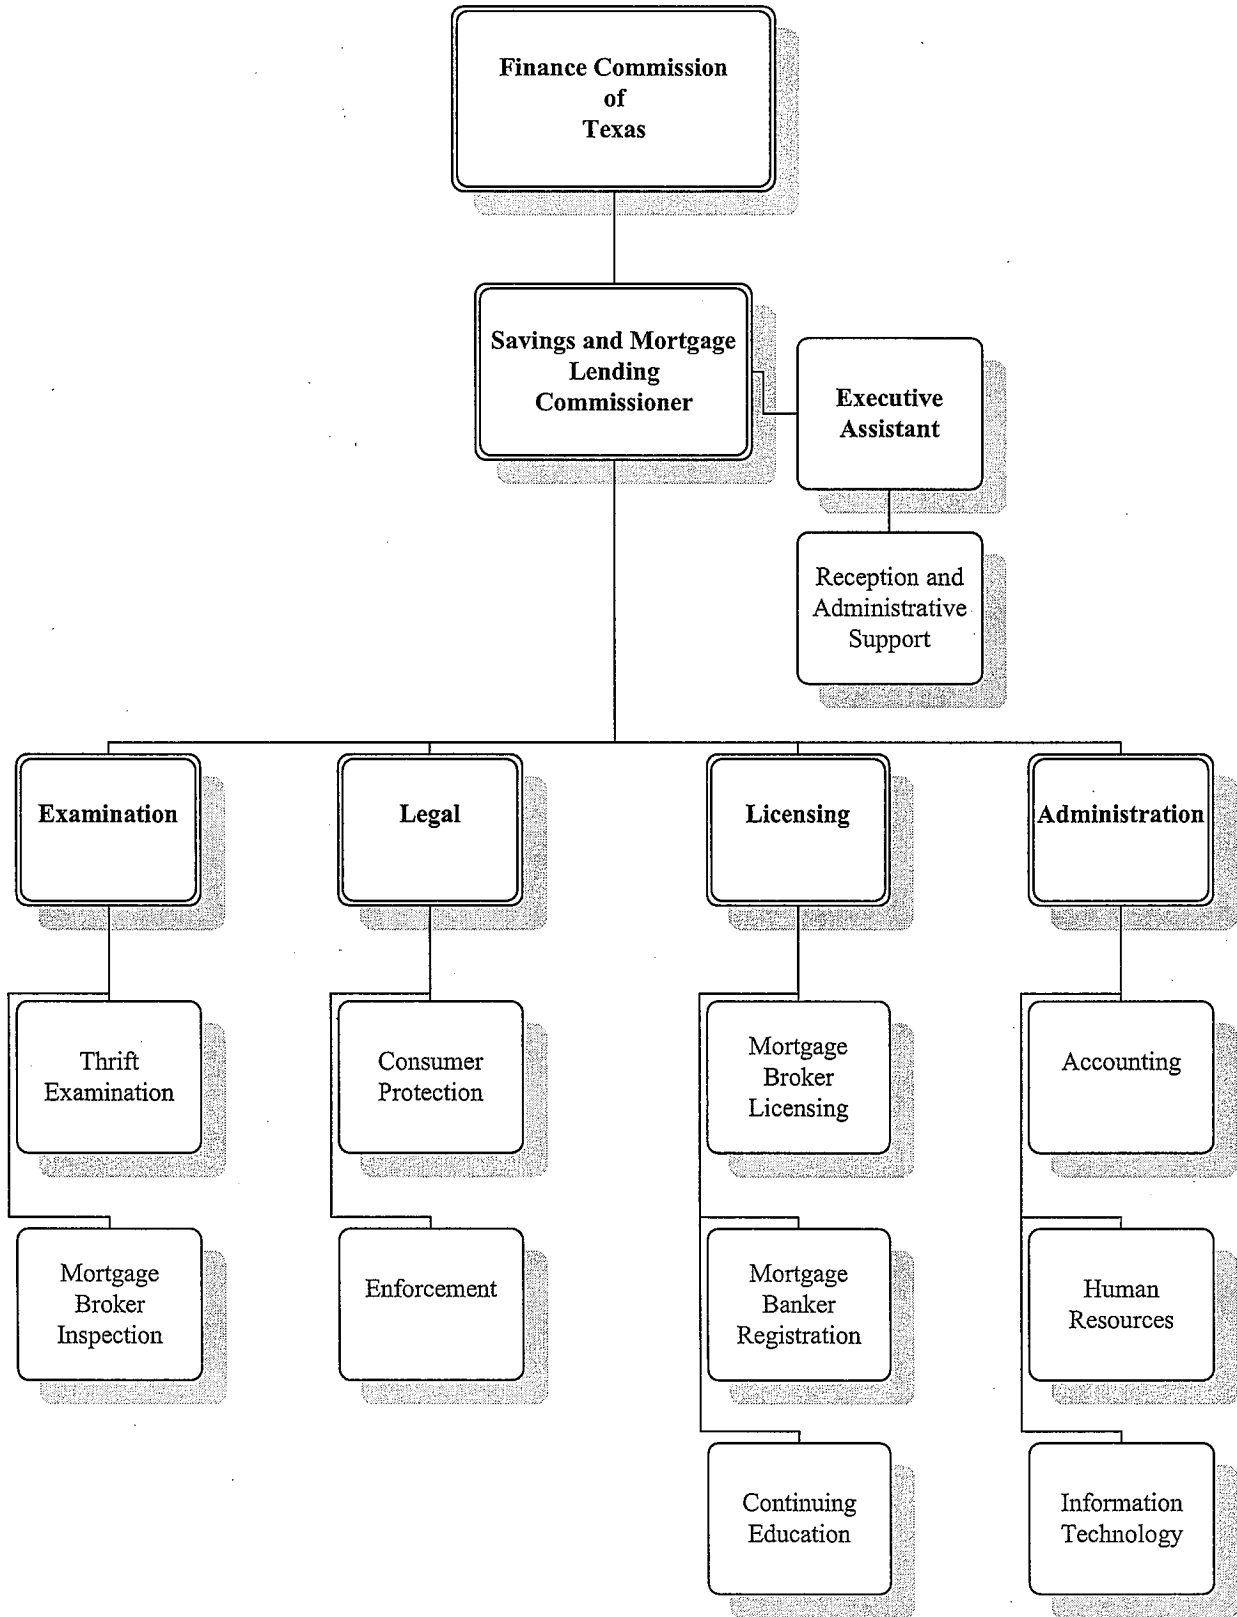 Finance Commission
of
Texas
Savings and Mortgage
Lending
Commissioner
Executive
Assistant
Reception and
Administrative
Support
Examination
Legal
Licensing
Administration
Thrift
Examination
Consumer
Protection
Mortgage
Broker
Licensing
Accounting
Mortgage
Broker
Inspection
Enforcement
Mortgage
Banker
Registration
Human
Resources
Continuing
Education
Information
Technology